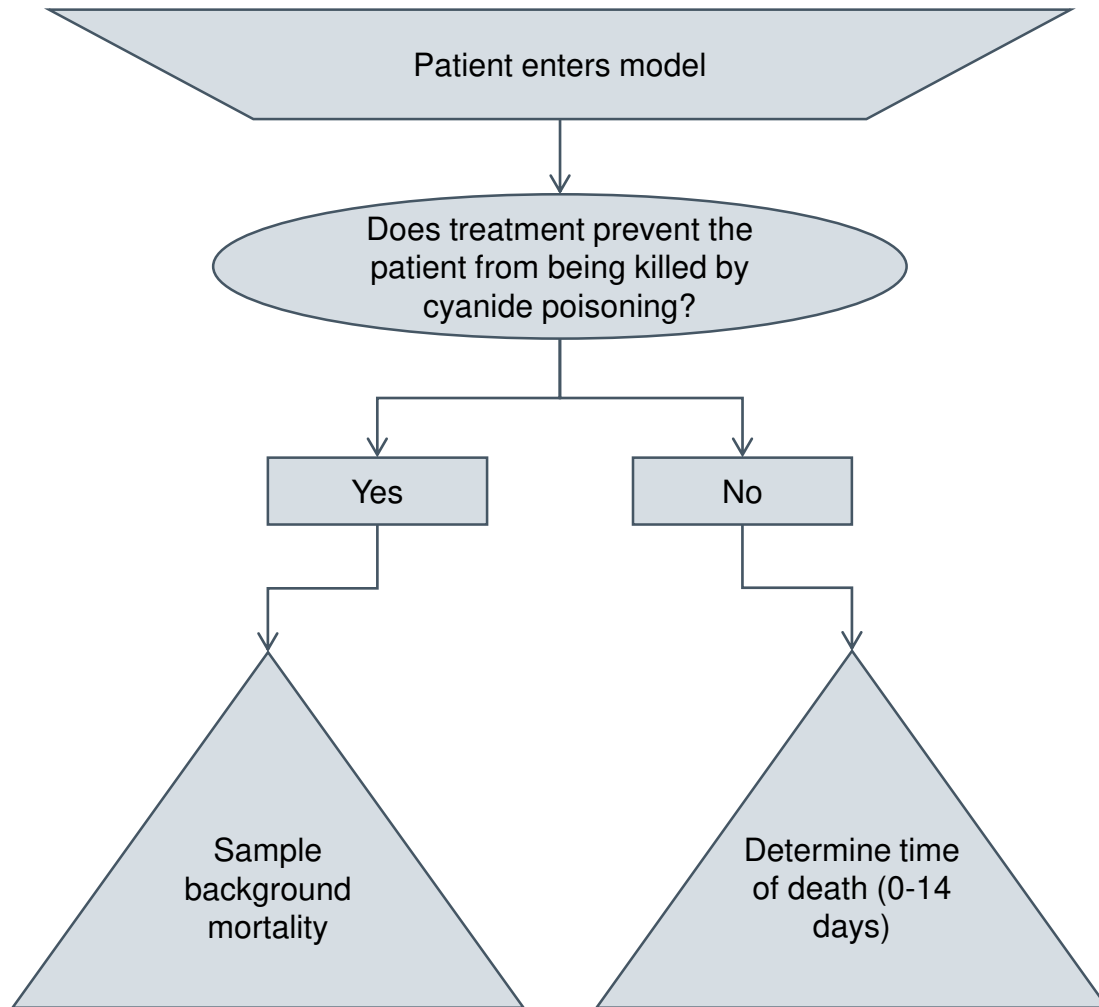 Patient enters model
Does treatment prevent the
patient from being killed by
cyanide poisoning?
Yes
No
Sample
background
mortality
Determine time
of death (0-14
days)